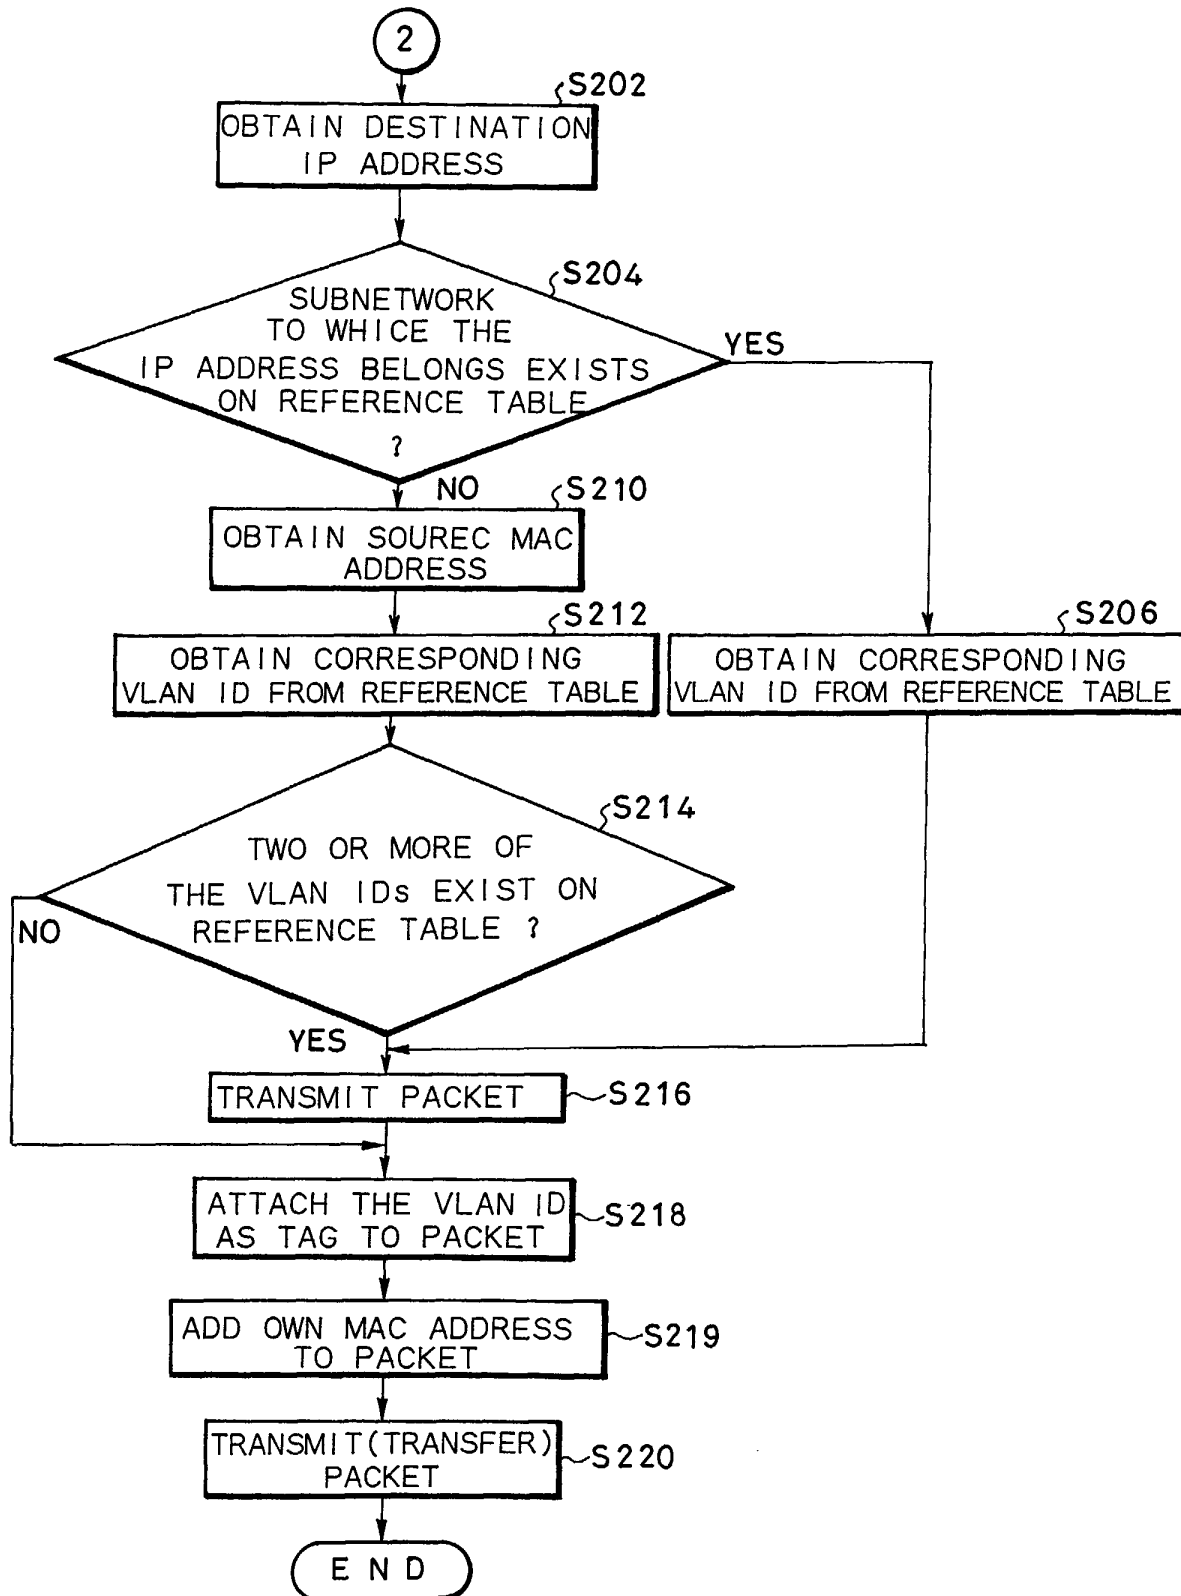 2
S202
OBTAIN DESTINATION
IP ADDRESS
S204
SUBNETWORK
TO WHICE THE
IP ADDRESS BELONGS EXISTS
ON REFERENCE TABLE
?
YES
NO
S210
OBTAIN SOUREC MAC
ADDRESS
S212
OBTAIN CORRESPONDING
VLAN ID FROM REFERENCE TABLE
S206
OBTAIN CORRESPONDING
VLAN ID FROM REFERENCE TABLE
S214
TWO OR MORE OF
THE VLAN IDs EXIST ON
REFERENCE TABLE ?
NO
YES
TRANSMIT PACKET
S216
ATTACH THE VLAN ID
AS TAG TO PACKET
S218
ADD OWN MAC ADDRESS
TO PACKET
S219
TRANSMIT(TRANSFER)
PACKET
S220
END